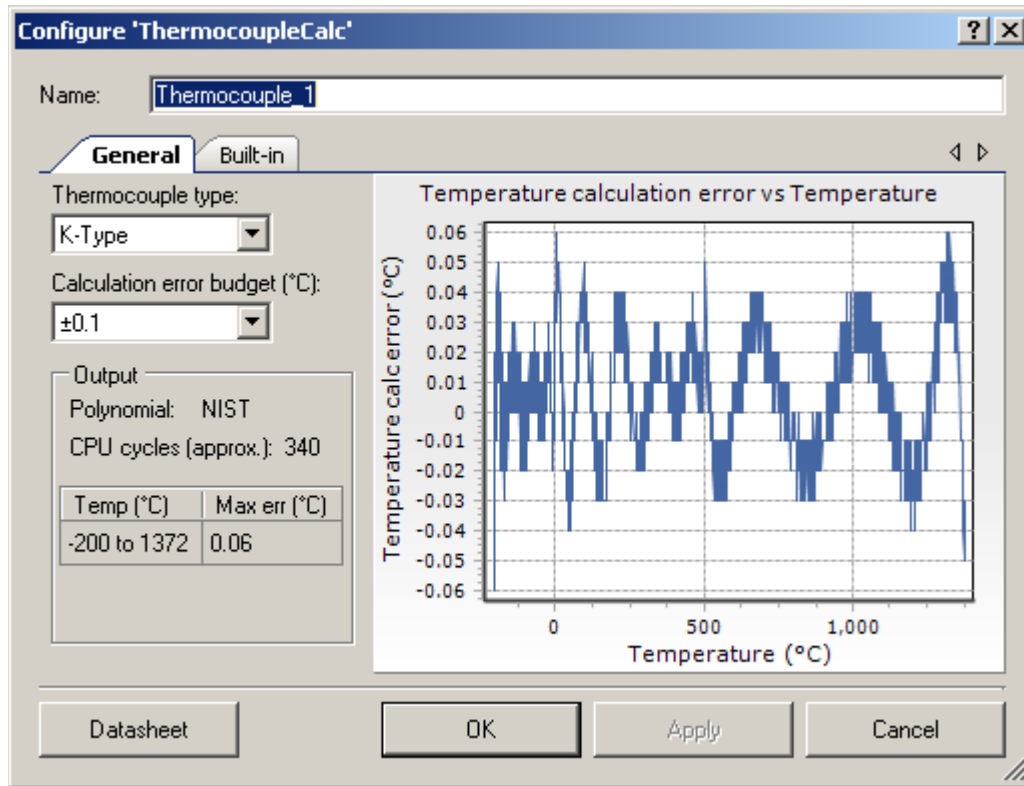 Configure 'ThermocoupleCalc'
Name: Thermocouple_1
General Built-in
Thermocouple type:
K-Type
Calculation error budget (°C):
±0.1
Output
Polynomial: NIST
CPU cycles (approx.): 340
Temp (°C) Max err (°C)
-200 to 1372 0.06
Temperature calculation error vs Temperature
Temperature calc error (°C)
0.06
0.05
0.04
0.03
0.02
0.01
0
-0.01
-0.02
-0.03
-0.04
-0.05
-0.06
0 500 1,000
Temperature (°C)
Datasheet OK Apply Cancel